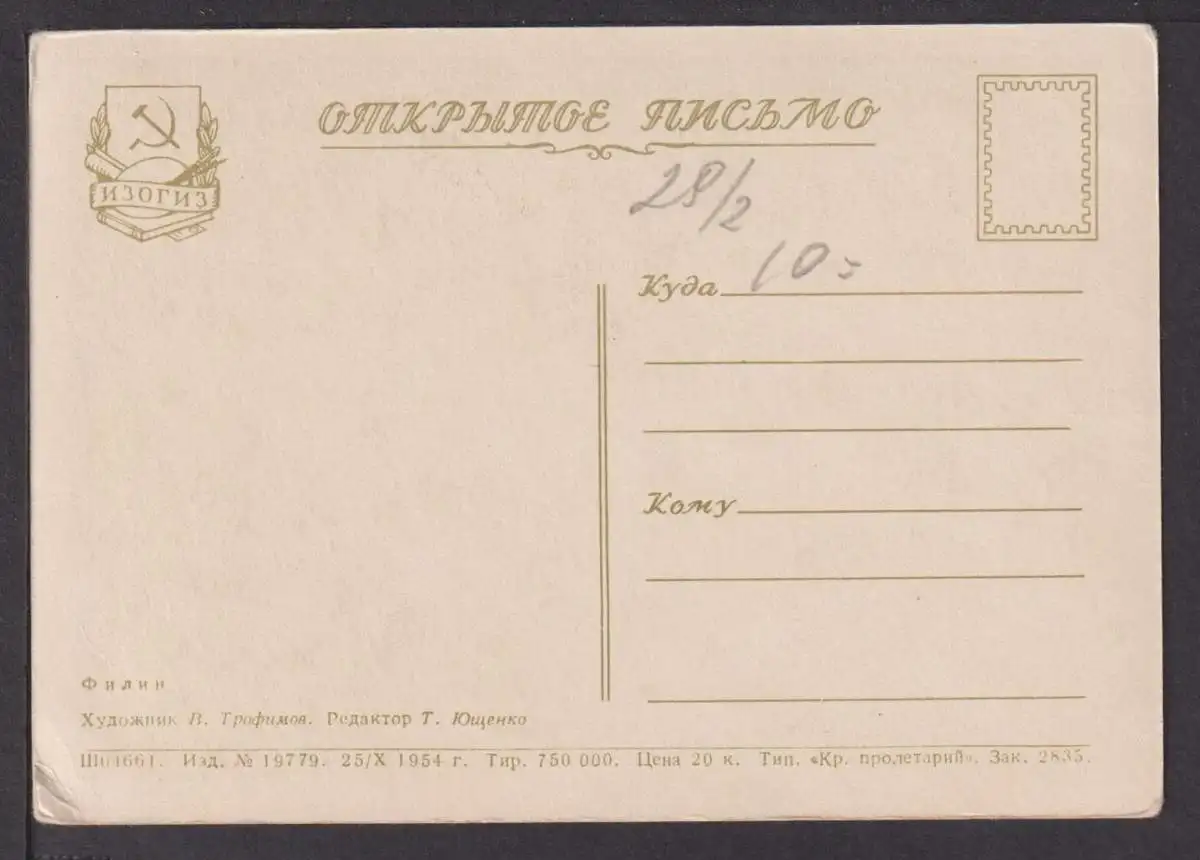 ОТКРЫТОЕ ПИСЬМО
ИЗОГИЗ
28/2
10=
Куда
Кому
Филин
Художник В. Трофимов. Редактор Т. Ющенко
Ш04661. Изд. № 19779. 25/X 1954 г. Тир. 750 000. Цена 20 к. Тип. «Кр. пролетарий». Зак. 2835.